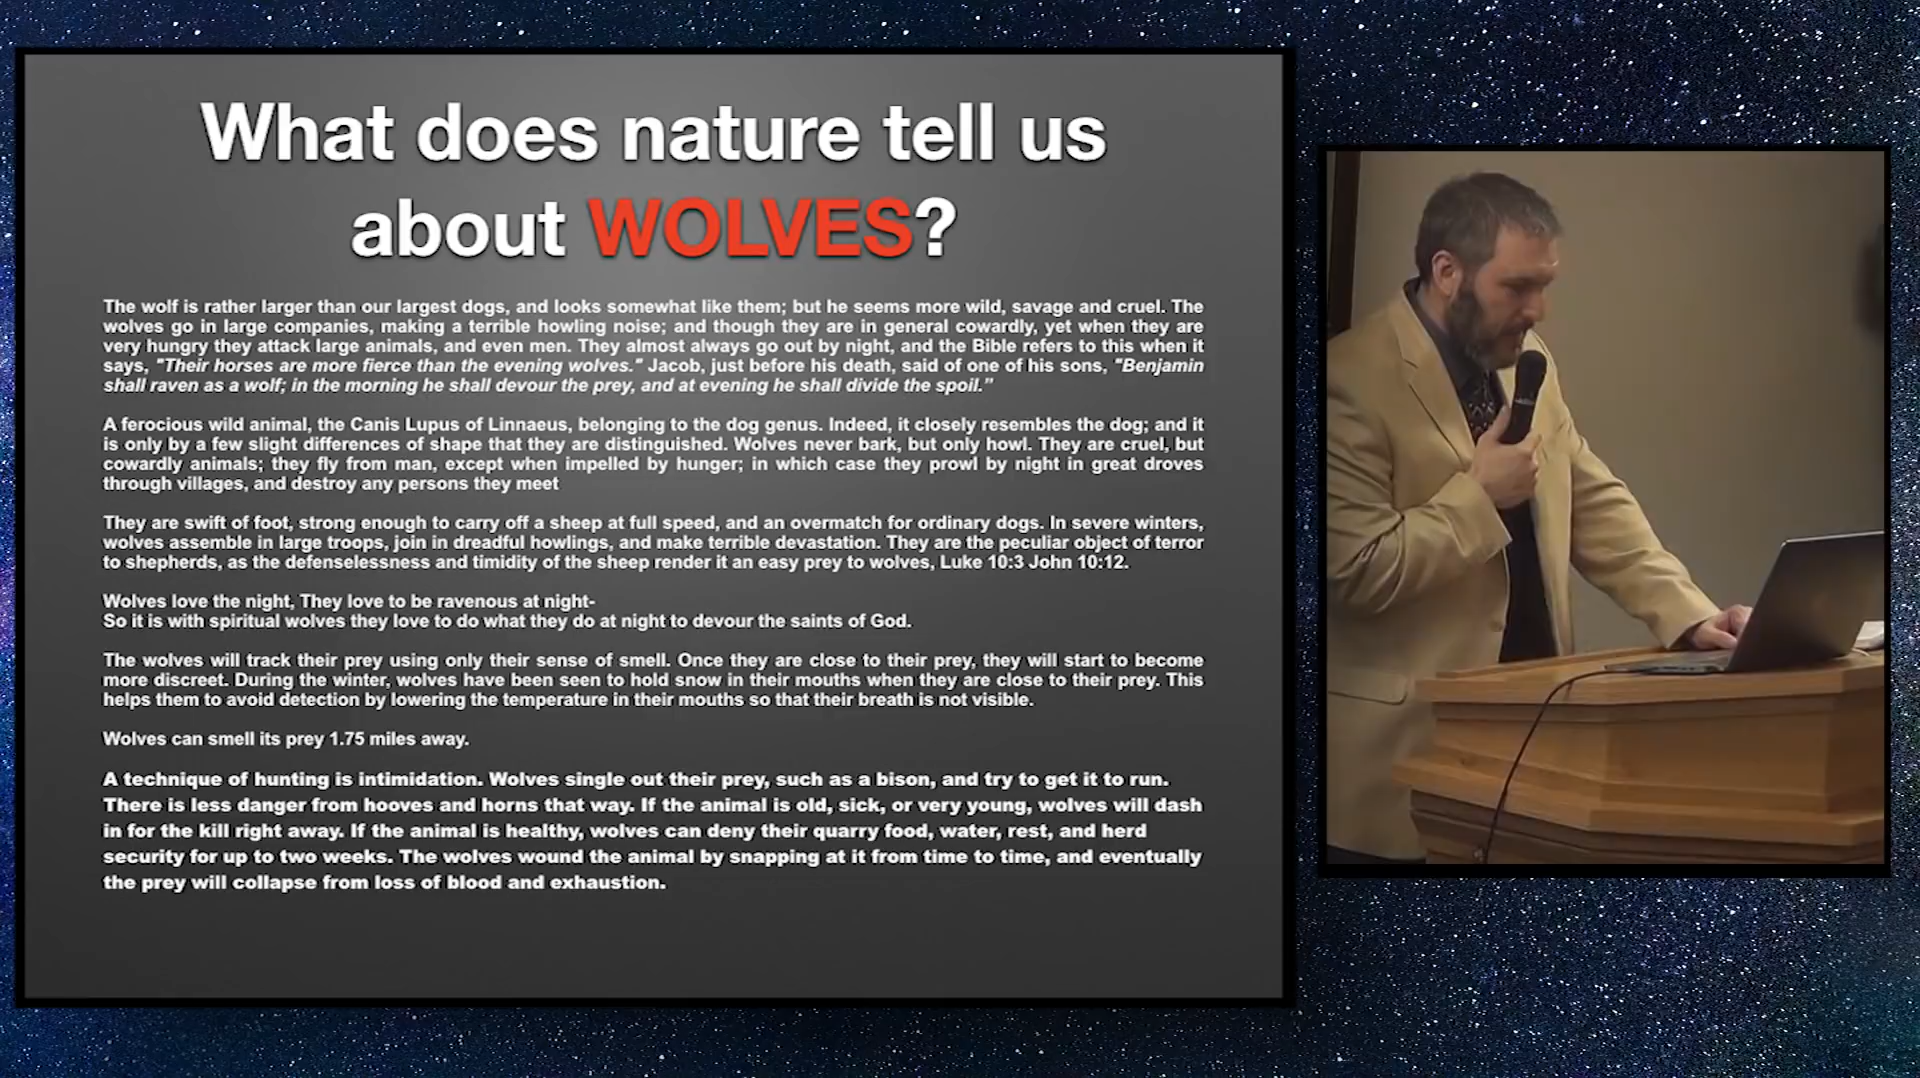 What does nature tell us
about WOLVES?
The wolf is rather larger than our largest dogs, and looks somewhat like them; but he seems more wild, savage and cruel. The
wolves go in large companies, making a terrible howling noise; and though they are in general cowardly, yet when they are
very hungry they attack large animals, and even men. They almost always go out by night, and the Bible refers to this when it
says, "Their horses are more fierce than the evening wolves." Jacob, just before his death, said of one of his sons, "Benjamin
shall raven as a wolf; in the morning he shall devour the prey, and at evening he shall divide the spoil.”
A ferocious wild animal, the Canis Lupus of Linnaeus, belonging to the dog genus. Indeed, it closely resembles the dog; and it
is only by a few slight differences of shape that they are distinguished. Wolves never bark, but only howl. They are cruel, but
cowardly animals; they fly from man, except when impelled by hunger; in which case they prowl by night in great droves
through villages, and destroy any persons they meet
They are swift of foot, strong enough to carry off a sheep at full speed, and an overmatch for ordinary dogs. In severe winters,
wolves assemble in large troops, join in dreadful howlings, and make terrible devastation. They are the peculiar object of terror
to shepherds, as the defenselessness and timidity of the sheep render it an easy prey to wolves, Luke 10:3 John 10:12.
Wolves love the night, They love to be ravenous at night-
So it is with spiritual wolves they love to do what they do at night to devour the saints of God.
The wolves will track their prey using only their sense of smell. Once they are close to their prey, they will start to become
more discreet. During the winter, wolves have been seen to hold snow in their mouths when they are close to their prey. This
helps them to avoid detection by lowering the temperature in their mouths so that their breath is not visible.
Wolves can smell its prey 1.75 miles away.
A technique of hunting is intimidation. Wolves single out their prey, such as a bison, and try to get it to run.
There is less danger from hooves and horns that way. If the animal is old, sick, or very young, wolves will dash
in for the kill right away. If the animal is healthy, wolves can deny their quarry food, water, rest, and herd
security for up to two weeks. The wolves wound the animal by snapping at it from time to time, and eventually
the prey will collapse from loss of blood and exhaustion.